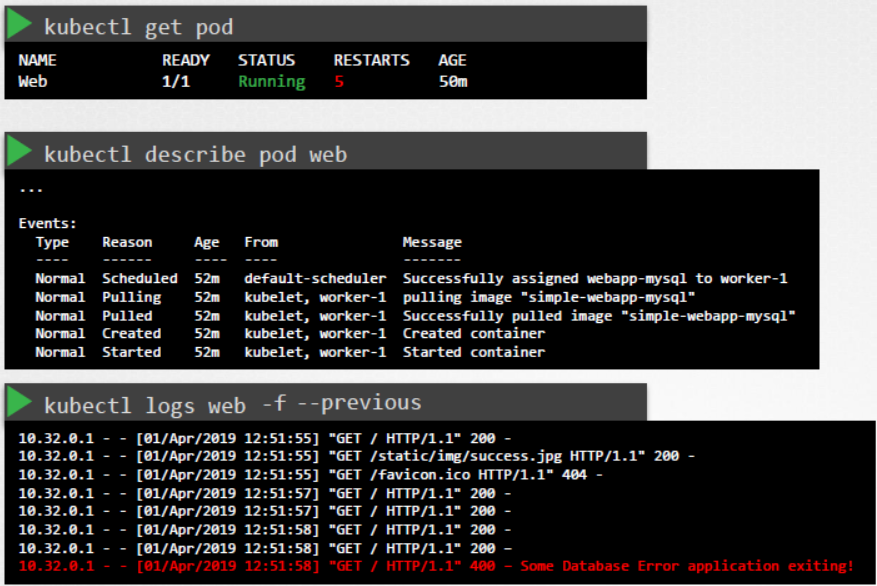 kubectl get pod
NAME READY STATUS RESTARTS AGE
Web 1/1 Running 5 50m
kubectl describe pod web
...
Events:
Type Reason Age From Message
---- ------ ---- ---- -------
Normal Scheduled 52m default-scheduler Successfully assigned webapp-mysql to worker-1
Normal Pulling 52m kubelet, worker-1 pulling image "simple-webapp-mysql"
Normal Pulled 52m kubelet, worker-1 Successfully pulled image "simple-webapp-mysql"
Normal Created 52m kubelet, worker-1 Created container
Normal Started 52m kubelet, worker-1 Started container
kubectl logs web -f --previous
10.32.0.1 - - [01/Apr/2019 12:51:55] "GET / HTTP/1.1" 200 -
10.32.0.1 - - [01/Apr/2019 12:51:55] "GET /static/img/success.jpg HTTP/1.1" 200 -
10.32.0.1 - - [01/Apr/2019 12:51:55] "GET /favicon.ico HTTP/1.1" 404 -
10.32.0.1 - - [01/Apr/2019 12:51:57] "GET / HTTP/1.1" 200 -
10.32.0.1 - - [01/Apr/2019 12:51:57] "GET / HTTP/1.1" 200 -
10.32.0.1 - - [01/Apr/2019 12:51:58] "GET / HTTP/1.1" 200 -
10.32.0.1 - - [01/Apr/2019 12:51:58] "GET / HTTP/1.1" 200 –
10.32.0.1 - - [01/Apr/2019 12:51:58] "GET / HTTP/1.1" 400 – Some Database Error application exiting!